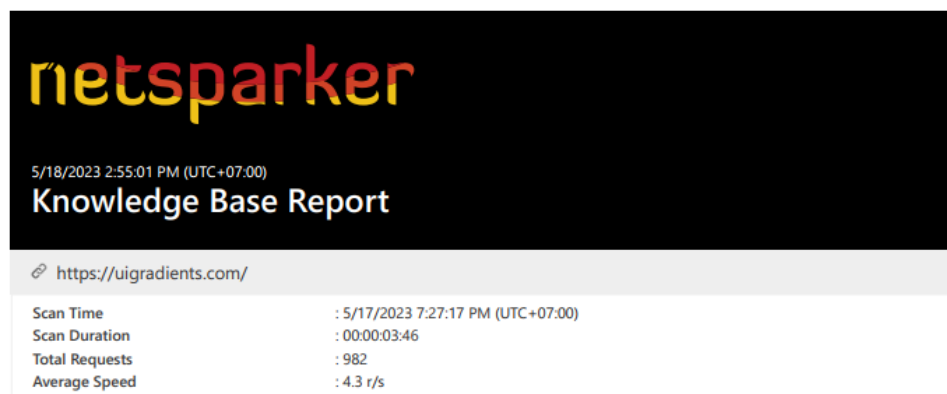 netsparker
5/18/2023 2:55:01 PM (UTC+07:00)
Knowledge Base Report
https://uigradients.com/
Scan Time : 5/17/2023 7:27:17 PM (UTC+07:00)
Scan Duration : 00:00:03:46
Total Requests : 982
Average Speed : 4.3 r/s